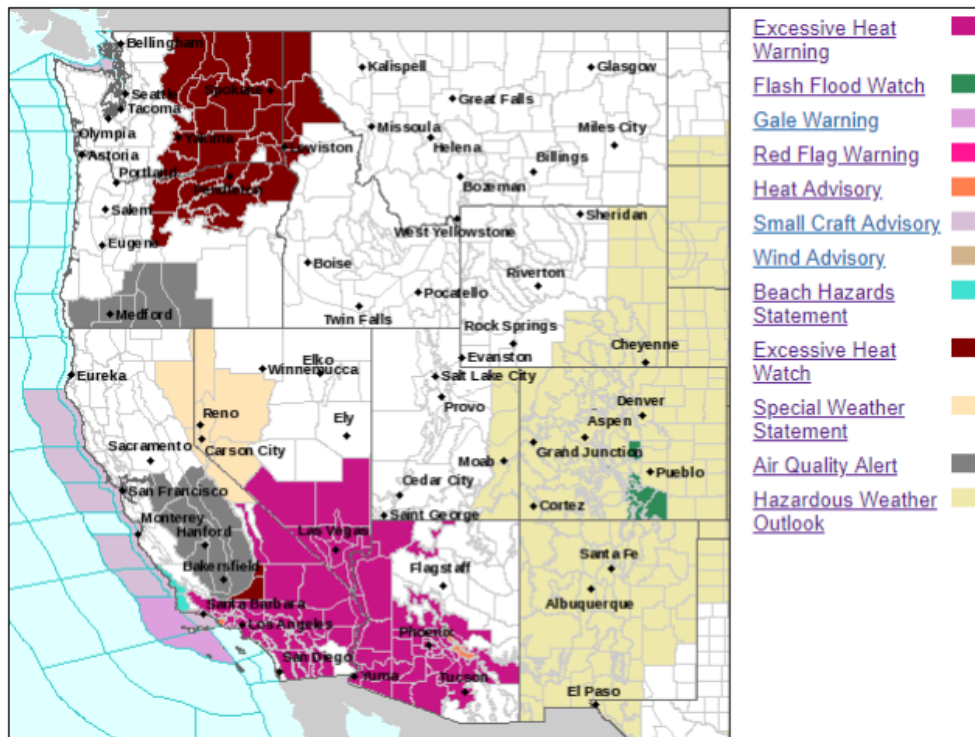 Bellingham
Kalispell
Glasgow
Spokane
Seattle
Tacoma
Great Falls
Olympia
Missoula
Miles City
Yakima
Helena
Astoria
Lewiston
Billings
Portland
Pendleton
Bozeman
Salem
Sheridan
West Yellowstone
Eugene
Boise
Riverton
Pocatello
Medford
Twin Falls
Rock Springs
Cheyenne
Elko
Evanston
Winnemucca
Eureka
Salt Lake City
Provo
Denver
Reno
Ely
Aspen
Sacramento
Carson City
Grand Junction
Moab
Pueblo
San Francisco
Cedar City
Cortez
Monterey
Saint George
Hanford
Las Vegas
Santa Fe
Bakersfield
Flagstaff
Albuquerque
Santa Barbara
Los Angeles
Phoenix
San Diego
Yuma
Tucson
El Paso
Excessive Heat
Warning
Flash Flood Watch
Gale Warning
Red Flag Warning
Heat Advisory
Small Craft Advisory
Wind Advisory
Beach Hazards
Statement
Excessive Heat
Watch
Special Weather
Statement
Air Quality Alert
Hazardous Weather
Outlook